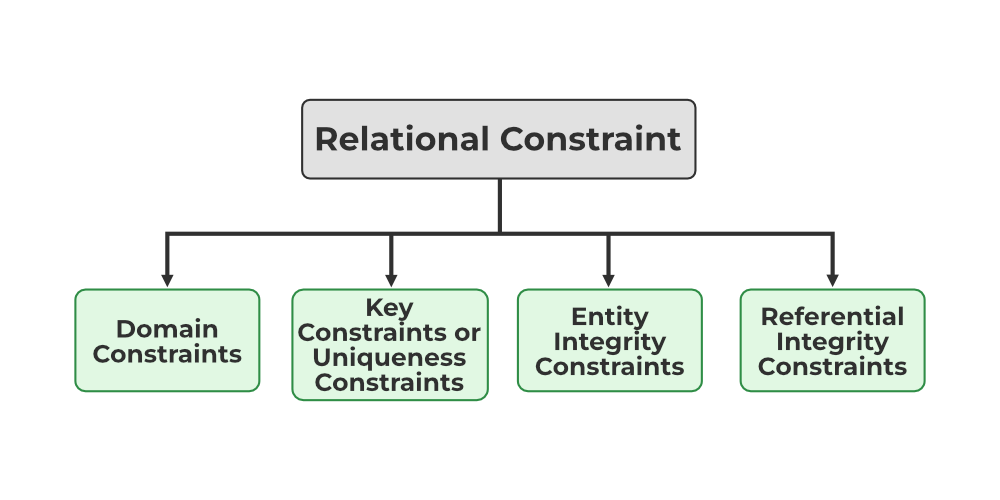 Relational Constraint
Domain
Constraints
Key
Constraints or
Uniqueness
Constraints
Entity
Integrity
Constraints
Referential
Integrity
Constraints